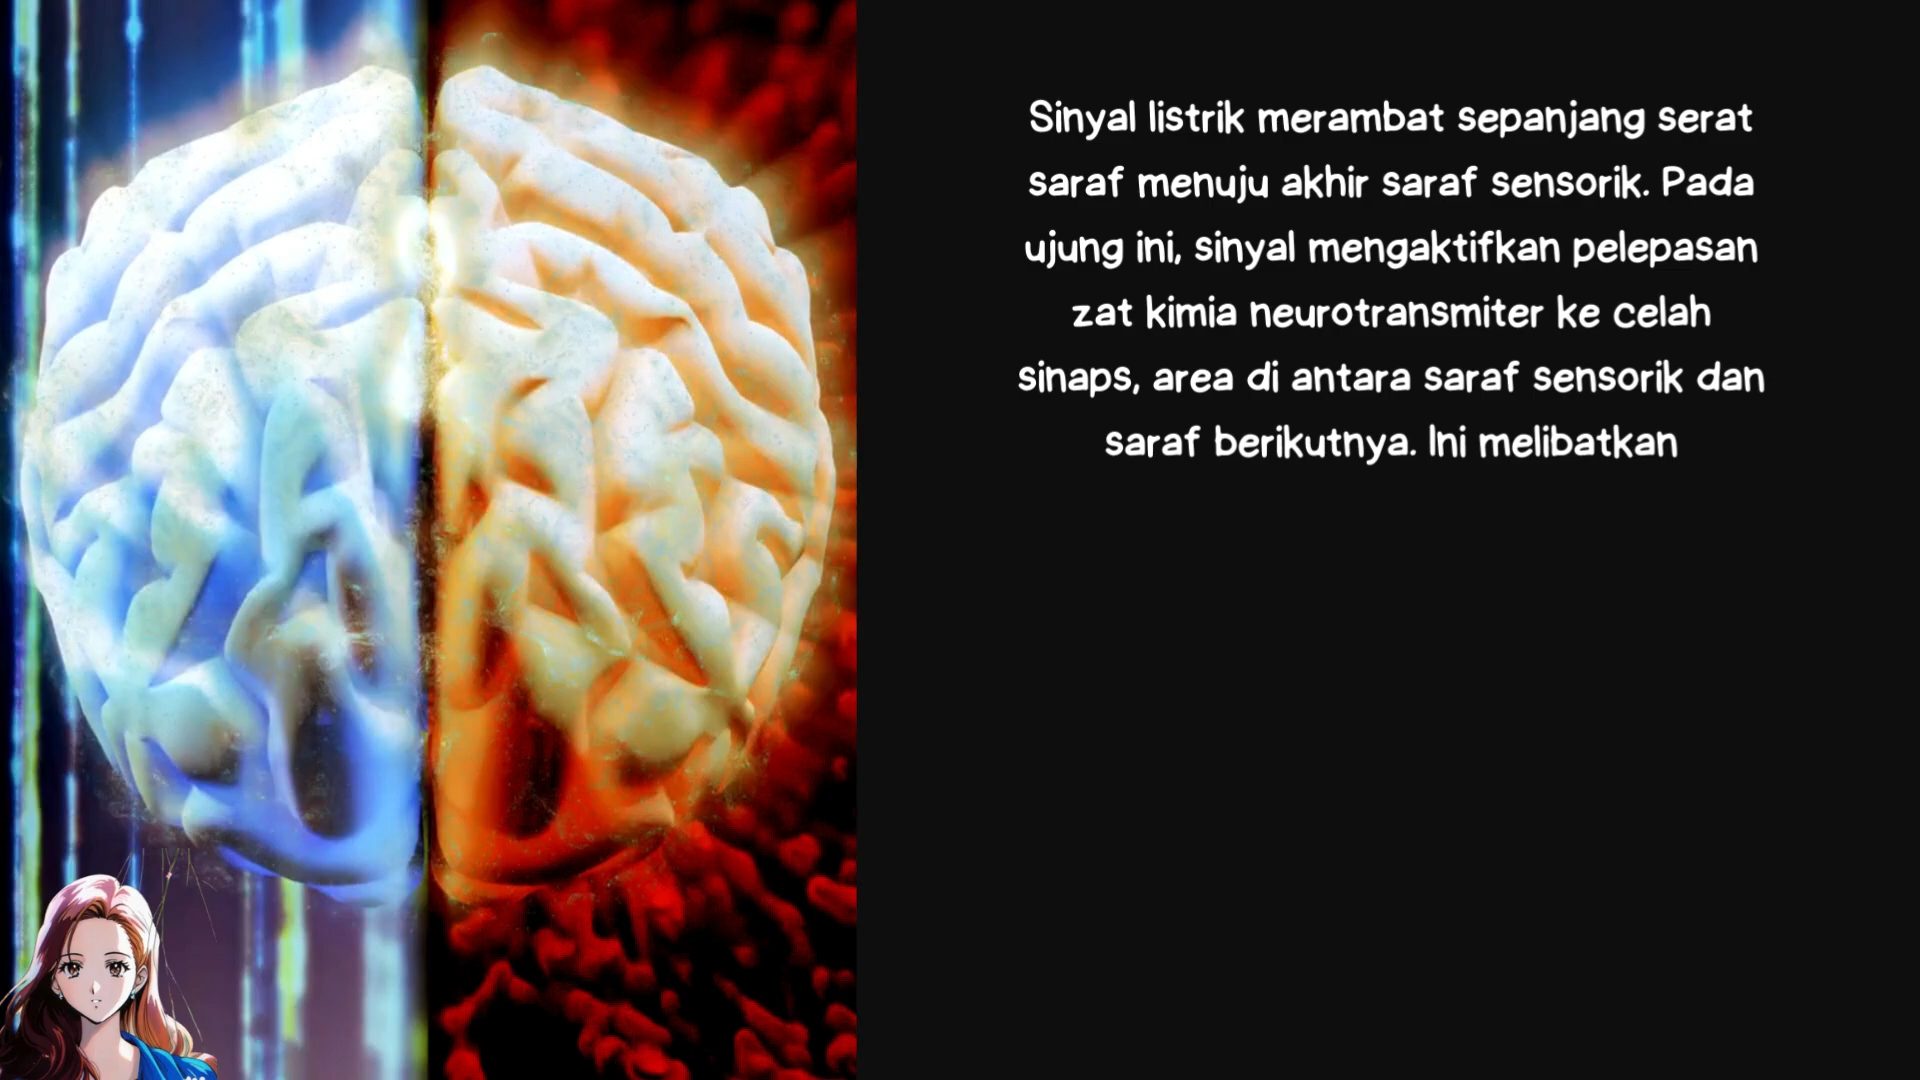 Sinyal listrik merambat sepanjang serat
saraf menuju akhir saraf sensorik. Pada
ujung ini, sinyal mengaktifkan pelepasan
zat kimia neurotransmiter ke celah
sinaps, area di antara saraf sensorik dan
saraf berikutnya. Ini melibatkan